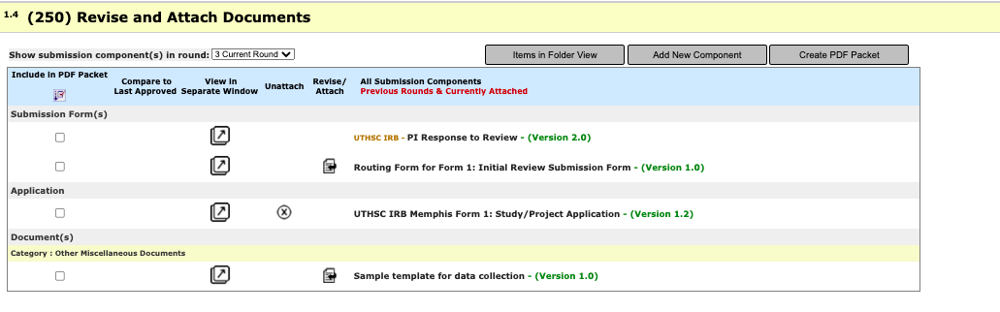 1.4 (250) Revise and Attach Documents
Show submission component(s) in round: 3 Current Round
Items in Folder View
Add New Component
Create PDF Packet
Include in PDF Packet
Compare to
Last Approved
View in
Separate Window
Unattach
Revise/
Attach
All Submission Components
Previous Rounds & Currently Attached
Submission Form(s)
UTHSC IRB - PI Response to Review - (Version 2.0)
Routing Form for Form 1: Initial Review Submission Form - (Version 1.0)
Application
UTHSC IRB Memphis Form 1: Study/Project Application - (Version 1.2)
Document(s)
Category : Other Miscellaneous Documents
Sample template for data collection - (Version 1.0)